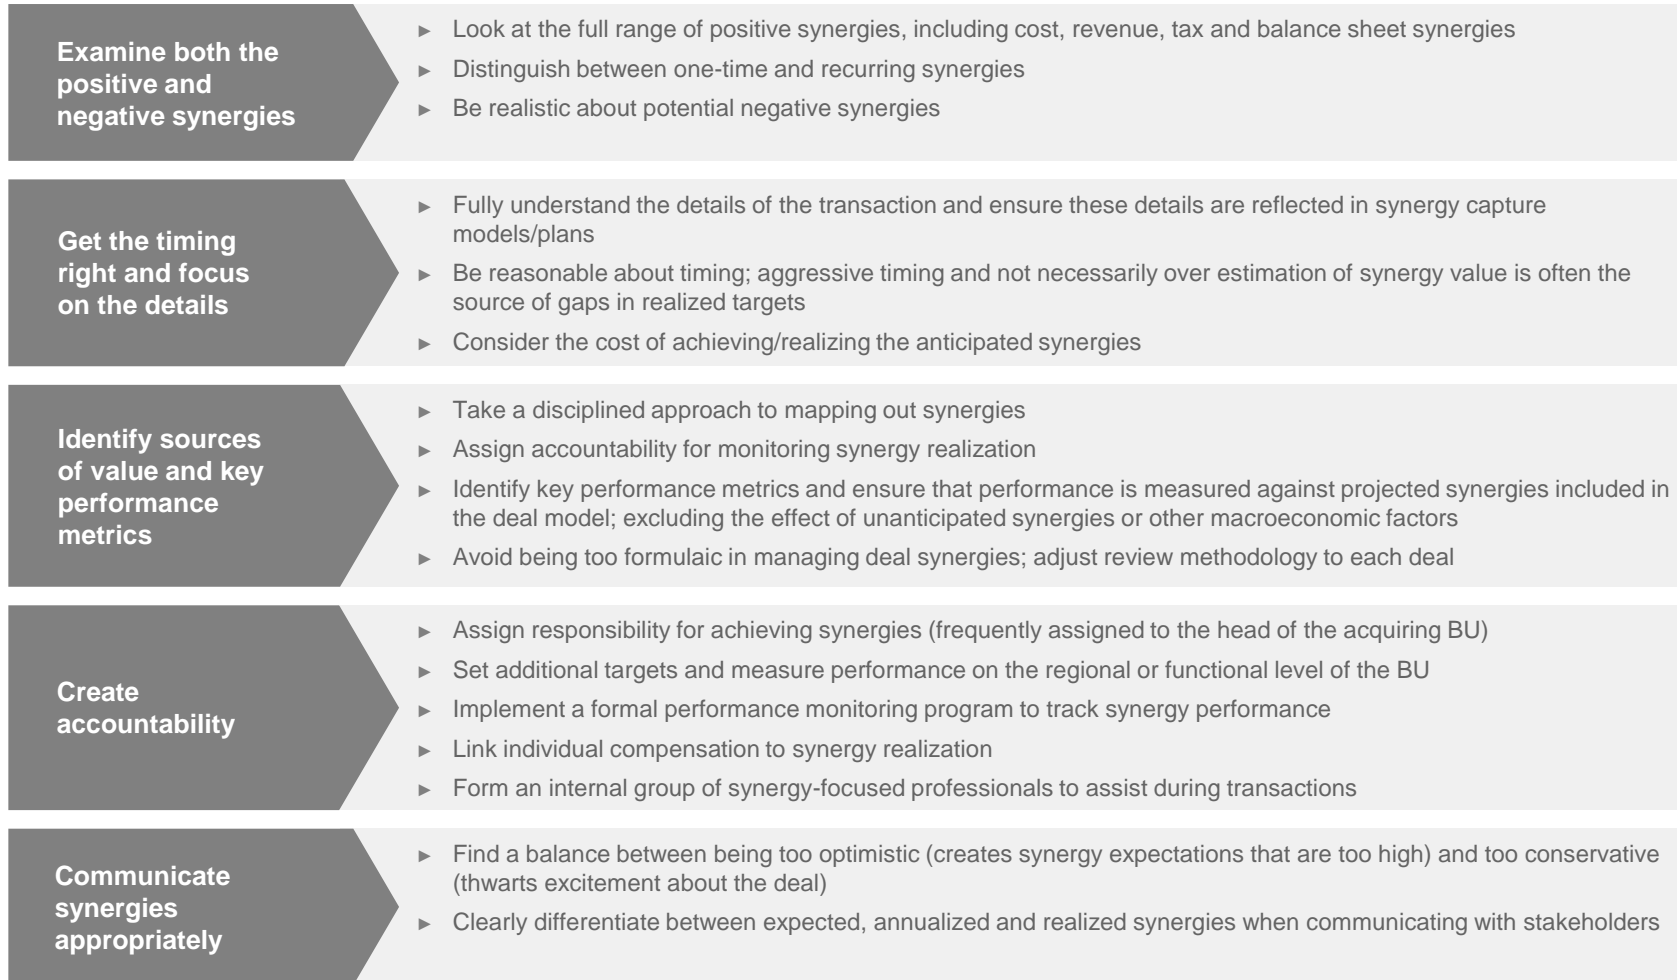 Examine both the
positive and
negative synergies
► Look at the full range of positive synergies, including cost, revenue, tax and balance sheet synergies
► Distinguish between one-time and recurring synergies
► Be realistic about potential negative synergies
Get the timing
right and focus
on the details
► Fully understand the details of the transaction and ensure these details are reflected in synergy capture
models/plans
► Be reasonable about timing; aggressive timing and not necessarily over estimation of synergy value is often the
source of gaps in realized targets
► Consider the cost of achieving/realizing the anticipated synergies
Identify sources
of value and key
performance
metrics
► Take a disciplined approach to mapping out synergies
► Assign accountability for monitoring synergy realization
► Identify key performance metrics and ensure that performance is measured against projected synergies included in
the deal model; excluding the effect of unanticipated synergies or other macroeconomic factors
► Avoid being too formulaic in managing deal synergies; adjust review methodology to each deal
Create
accountability
► Assign responsibility for achieving synergies (frequently assigned to the head of the acquiring BU)
► Set additional targets and measure performance on the regional or functional level of the BU
► Implement a formal performance monitoring program to track synergy performance
► Link individual compensation to synergy realization
► Form an internal group of synergy-focused professionals to assist during transactions
Communicate
synergies
appropriately
► Find a balance between being too optimistic (creates synergy expectations that are too high) and too conservative
(thwarts excitement about the deal)
► Clearly differentiate between expected, annualized and realized synergies when communicating with stakeholders